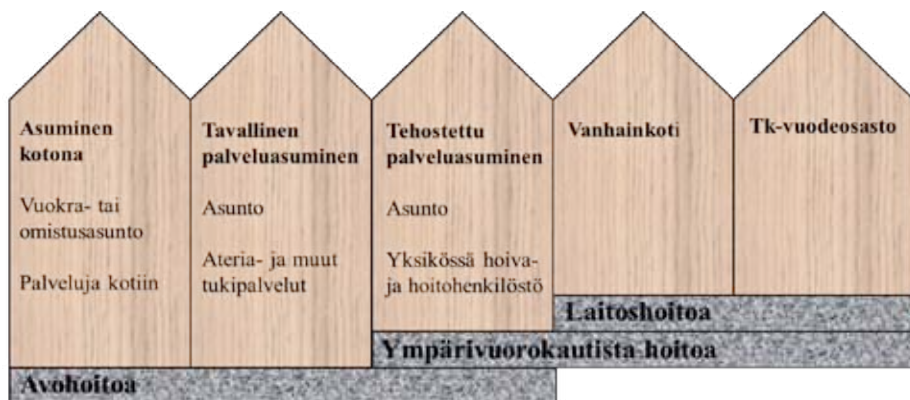 Asuminen
kotona
Vuokra- tai
omistusasunto
Palveluja kotiin
Tavallinen
palveluasuminen
Asunto
Ateria- ja muut
tukipalvelut
Tehostettu
palveluasuminen
Asunto
Yksikössä hoiva-
ja hoitohenkilöstö
Vanhainkoti
Tk-vuodeosasto
Laitoshoitoa
Ympärivuorokautista hoitoa
Avohoitoa